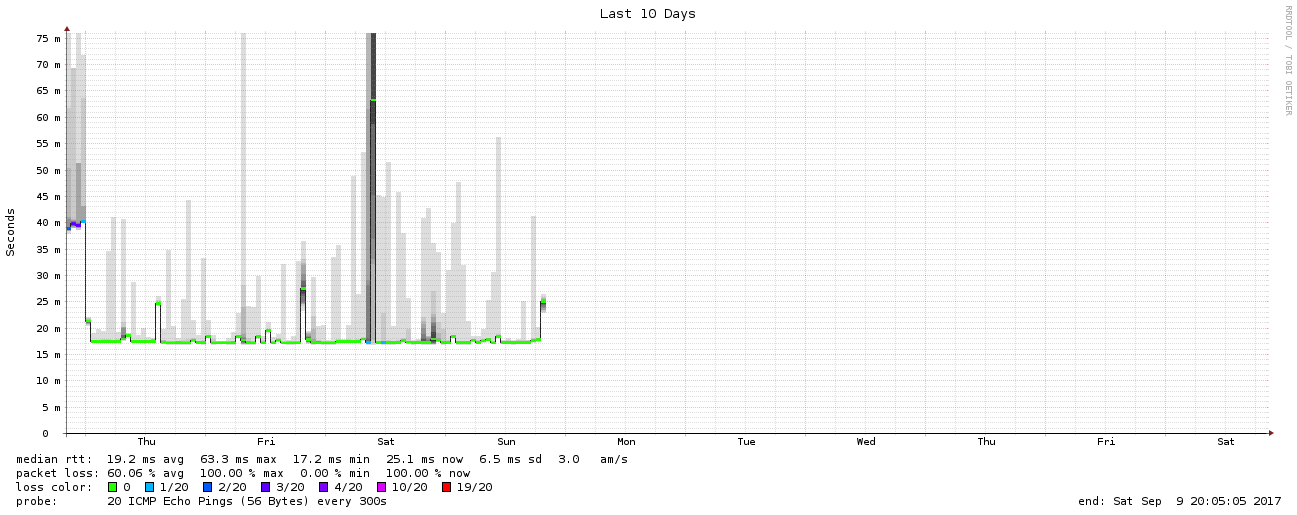 Last 10 Days
RRDTOOL / TOBI OETIKER
75 m
70 m
65 m
60 m
55 m
50 m
45 m
40 m
35 m
30 m
25 m
20 m
15 m
10 m
5 m
0
Seconds
Thu Fri Sat Sun Mon Tue Wed Thu Fri Sat
median rtt: 19.2 ms avg 63.3 ms max 17.2 ms min 25.1 ms now 6.5 ms sd 3.0 am/s
packet loss: 60.06 % avg 100.00 % max 0.00 % min 100.00 % now
loss color: 0 1/20 2/20 3/20 4/20 10/20 19/20
probe: 20 ICMP Echo Pings (56 Bytes) every 300s end: Sat Sep 9 20:05:05 2017